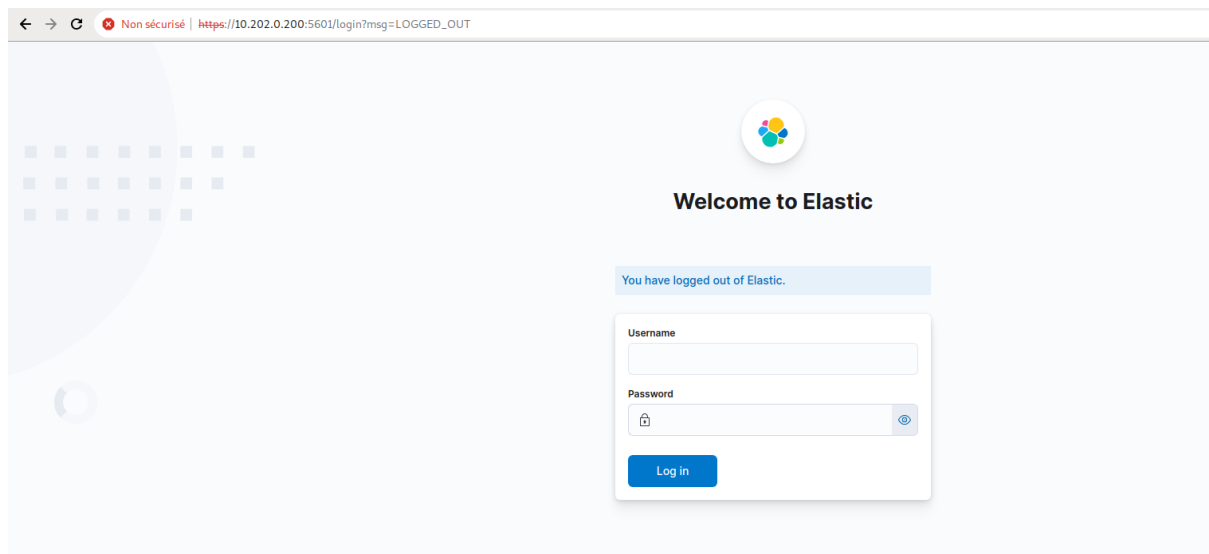 Non sécurisé | https://10.202.0.200:5601/login?msg=LOGGED_OUT
Welcome to Elastic
You have logged out of Elastic.
Username
Password
Log in